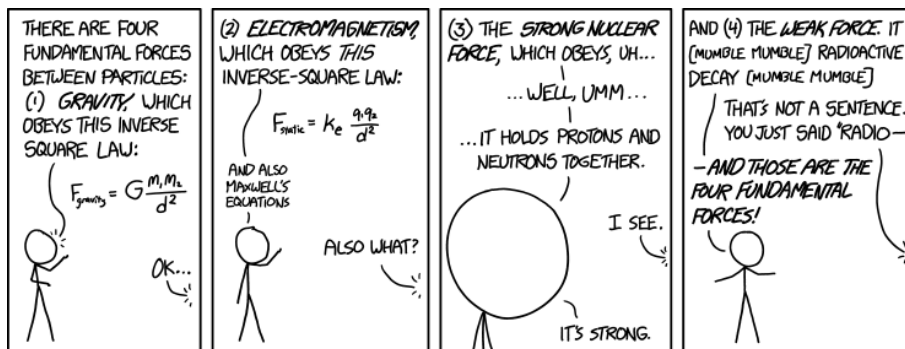 THERE ARE FOUR
FUNDAMENTAL FORCES
BETWEEN PARTICLES:
(1) GRAVITY, WHICH
OBEYS THIS INVERSE
SQUARE LAW:
F_gravity = G m₁m₂/d²
OK...
(2) ELECTROMAGNETISM,
WHICH OBEYS THIS
INVERSE-SQUARE LAW:
F_static = kₑ q₁q₂/d²
AND ALSO
MAXWELL'S
EQUATIONS
ALSO WHAT?
(3) THE STRONG NUCLEAR
FORCE, WHICH OBEYS, UH...
...WELL, UMM...
...IT HOLDS PROTONS AND
NEUTRONS TOGETHER.
I SEE.
IT'S STRONG.
AND (4) THE WEAK FORCE. IT
[MUMBLE MUMBLE] RADIOACTIVE
DECAY [MUMBLE MUMBLE]
THAT'S NOT A SENTENCE.
YOU JUST SAID "RADIO—
—AND THOSE ARE THE
FOUR FUNDAMENTAL
FORCES!